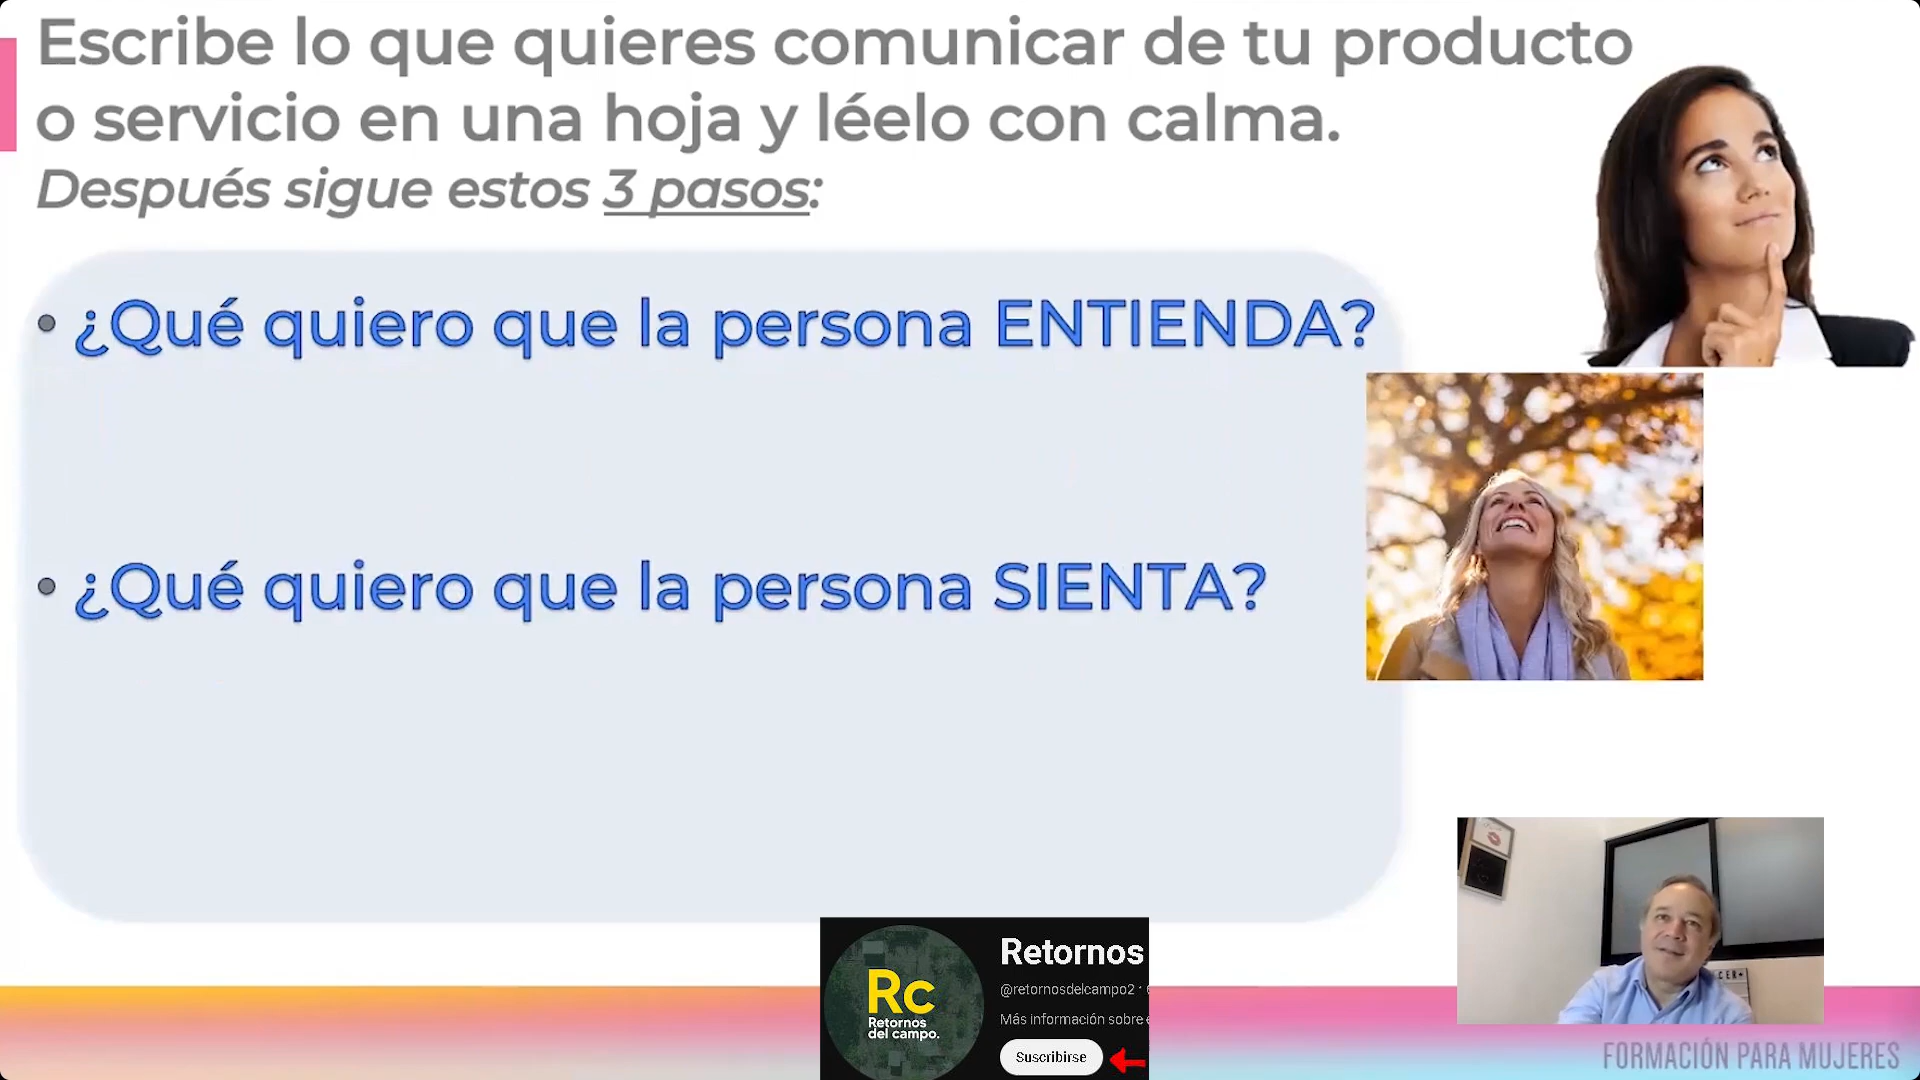 Escribe lo que quieres comunicar de tu producto
o servicio en una hoja y léelo con calma.
Después sigue estos 3 pasos:
• ¿Qué quiero que la persona ENTIENDA?
• ¿Qué quiero que la persona SIENTA?
Rc
Retornos
del campo.
Retornos
@retornosdelcampo2 ·
Más información sobre
Suscribirse
CER+
FORMACIÓN PARA MUJERES